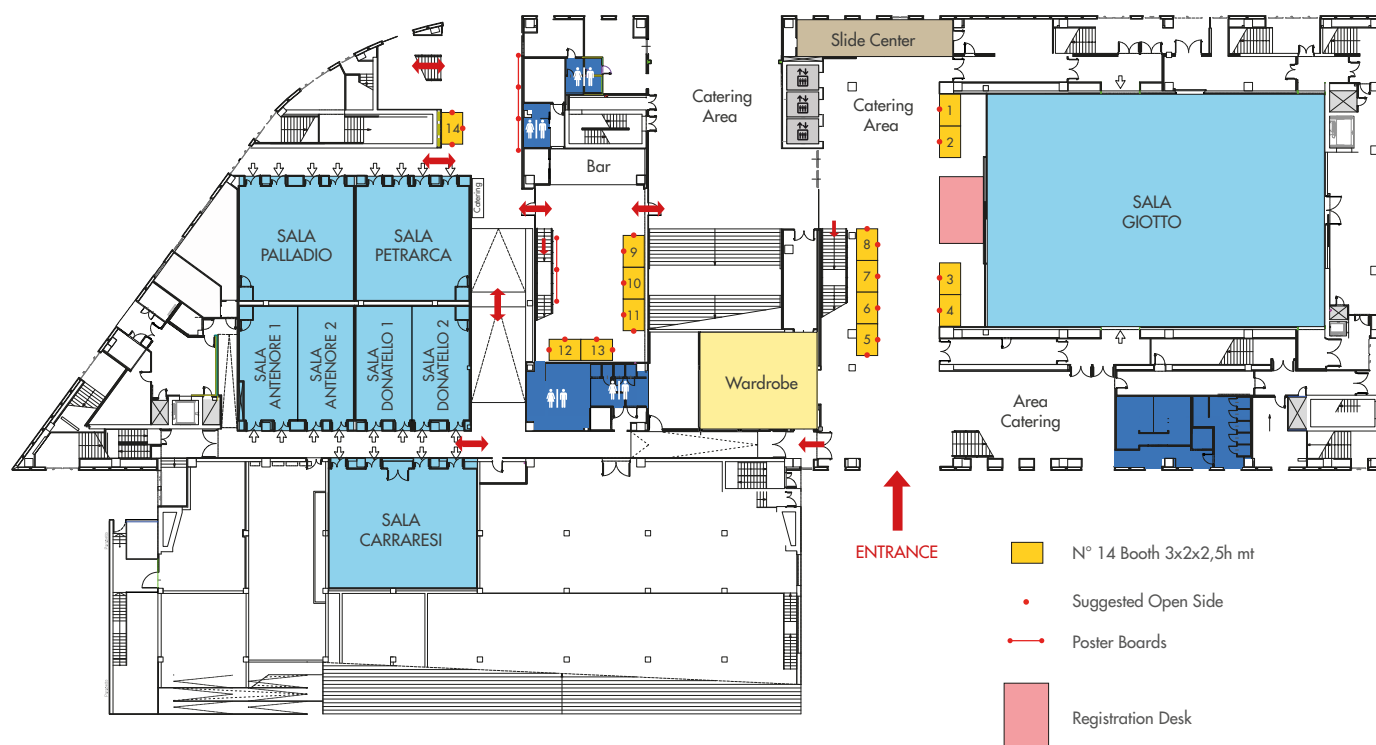 Slide Center
Catering
Area
Catering
Area
1
2
14
Bar
Catering
SALA
PALLADIO
SALA
PETRARCA
SALA
GIOTTO
9
10
11
8
7
6
5
3
4
12
13
SALA
ANTENORE 1
SALA
ANTENORE 2
SALA
DONATELLO 1
SALA
DONATELLO 2
Wardrobe
Area
Catering
SALA
CARRARESI
ENTRANCE
N° 14 Booth 3x2x2,5h mt
Suggested Open Side
Poster Boards
Registration Desk